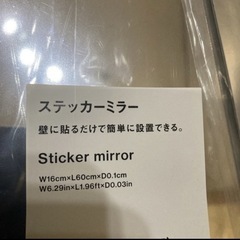 ステッカーミラー
壁に貼るだけで簡単に設置できる。
Sticker mirror
W16cm×L60cm×D0.1cm
W6.29in×L1.96ft×D0.03in